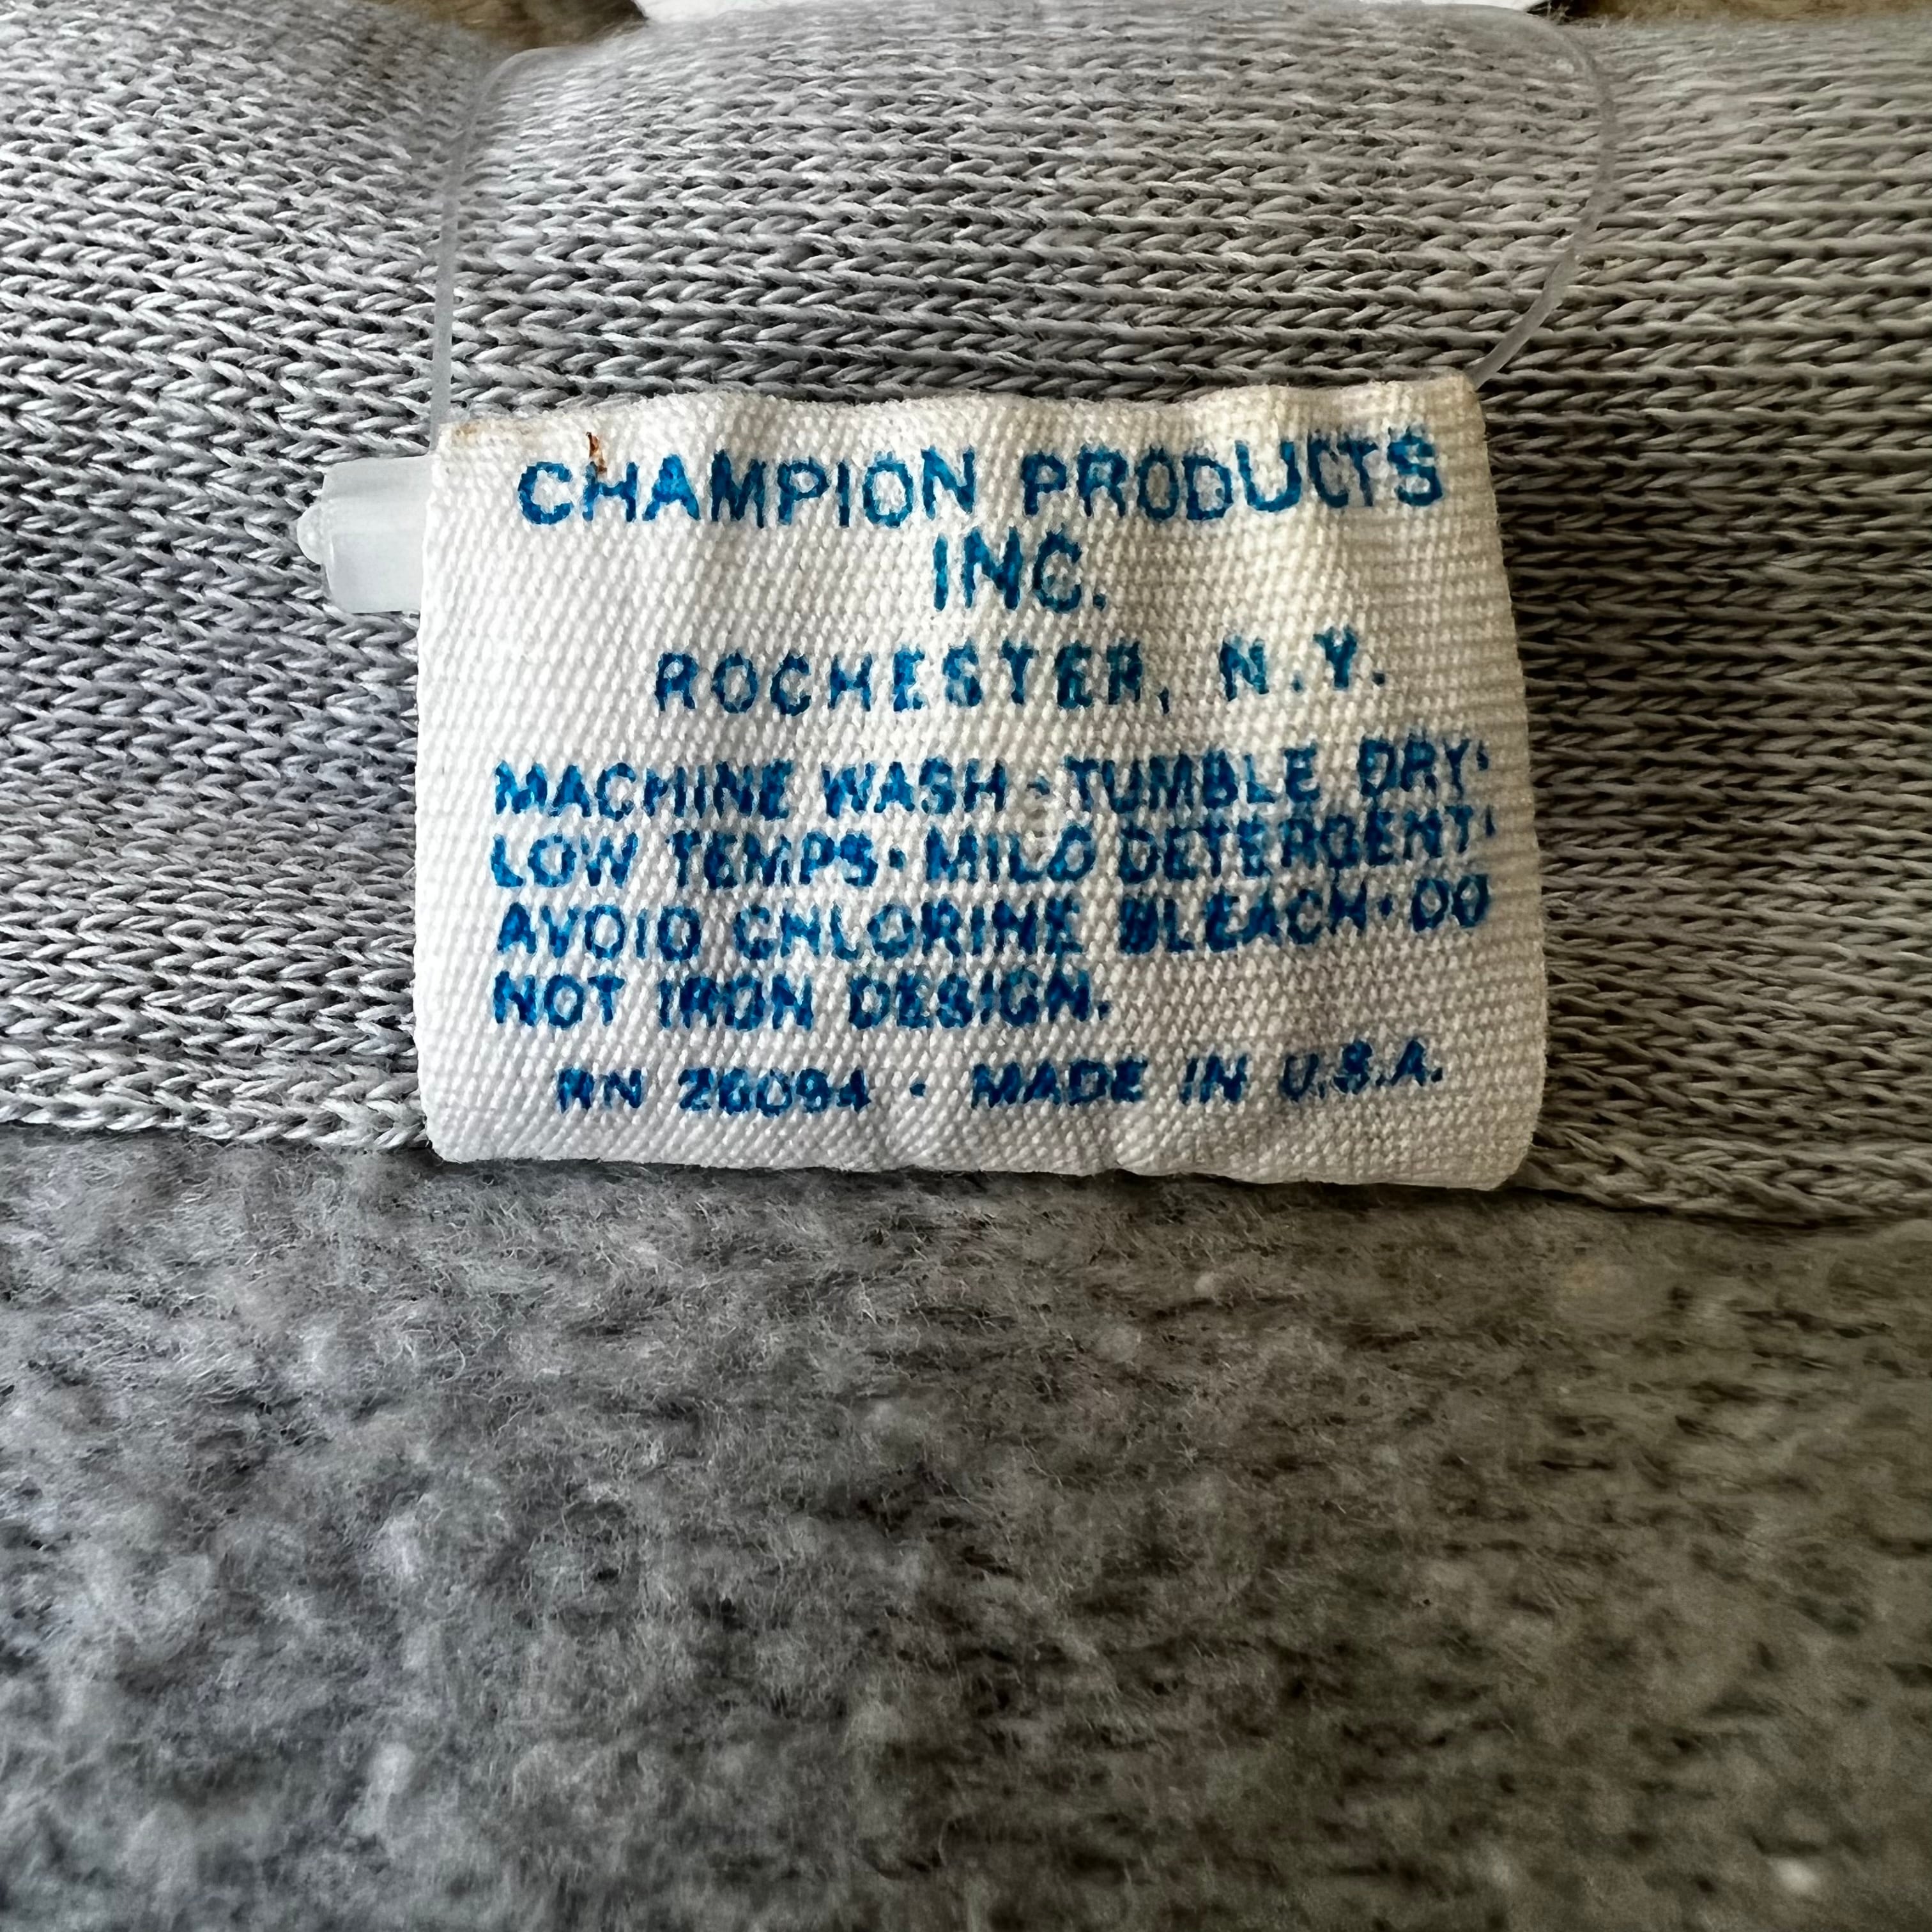 CHAMPION PRODUCTS
INC.
ROCHESTER, N.Y.
MACHINE WASH · TUMBLE DRY ·
LOW TEMPS · MILD DETERGENT ·
AVOID CHLORINE BLEACH · DO
NOT IRON DESIGN.
RN 26094 · MADE IN U.S.A.